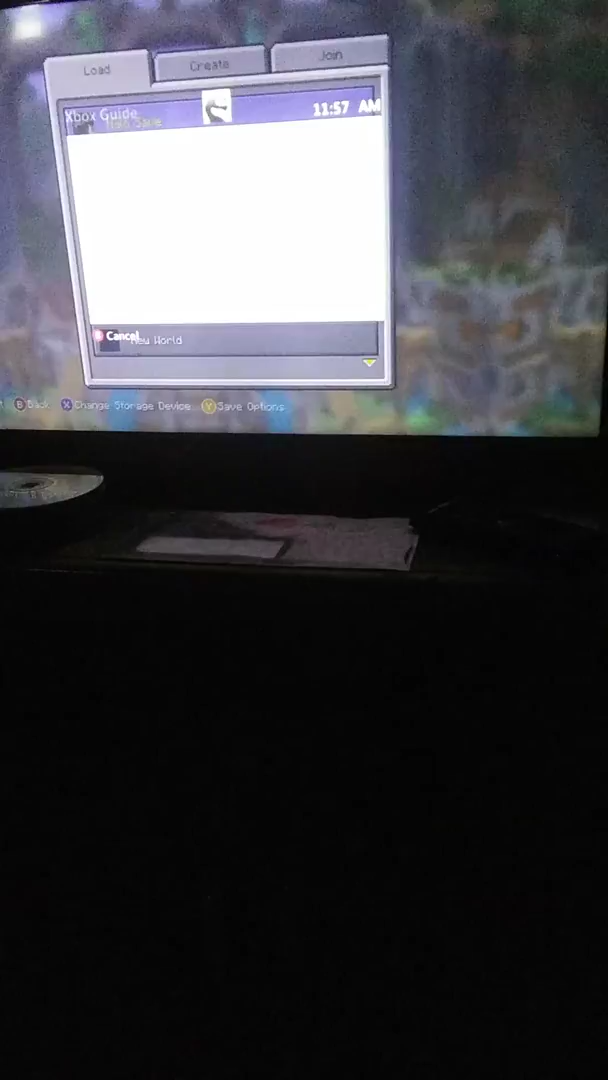 Load
Create
Join
Xbox Guide
11:57 AM
Cancel
New World
B Back
X Change Storage Device
Y Save Options